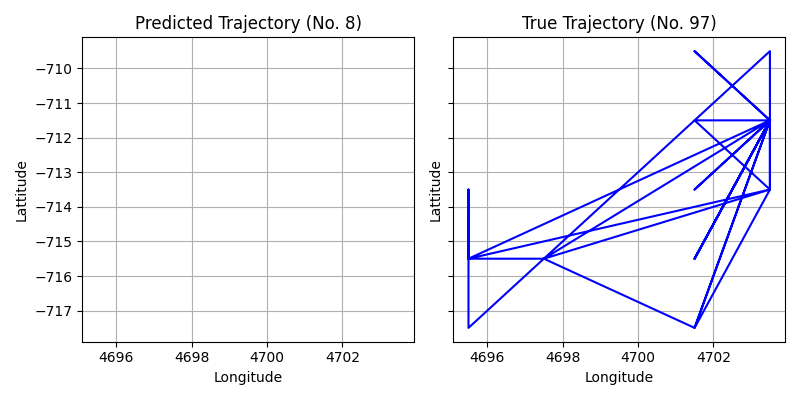 Predicted Trajectory (No. 8)
True Trajectory (No. 97)
−710
−711
−712
−713
−714
−715
−716
−717
Lattitude
Lattitude
4696
4698
4700
4702
4696
4698
4700
4702
Longitude
Longitude